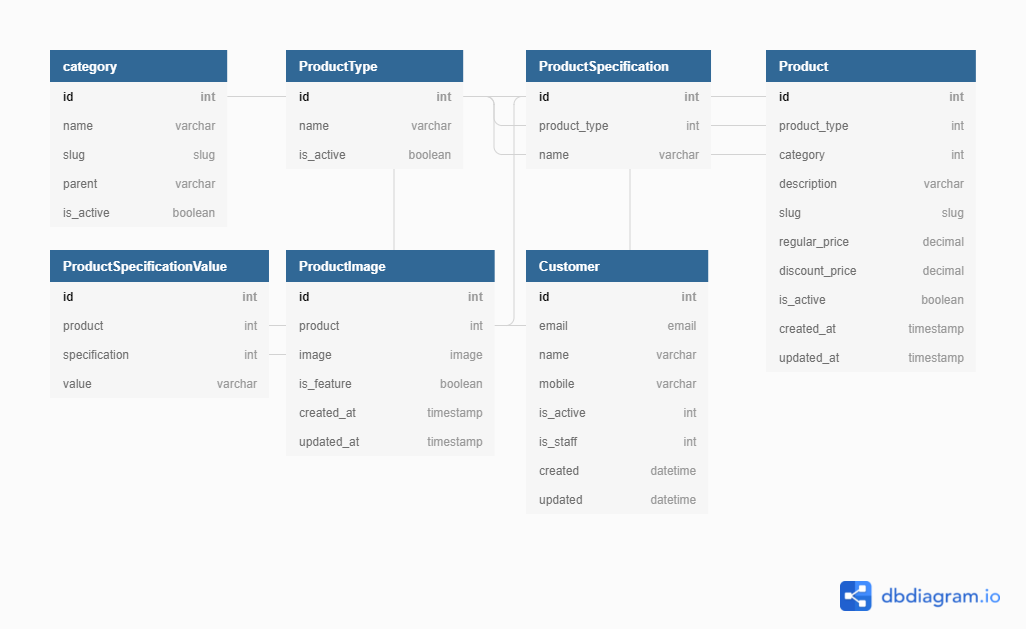 category
id int
name varchar
slug slug
parent varchar
is_active boolean
ProductType
id int
name varchar
is_active boolean
ProductSpecification
id int
product_type int
name varchar
Product
id int
product_type int
category int
description varchar
slug slug
regular_price decimal
discount_price decimal
is_active boolean
created_at timestamp
updated_at timestamp
ProductSpecificationValue
id int
product int
specification int
value varchar
ProductImage
id int
product int
image image
is_feature boolean
created_at timestamp
updated_at timestamp
Customer
id int
email email
name varchar
mobile varchar
is_active int
is_staff int
created datetime
updated datetime
dbdiagram.io